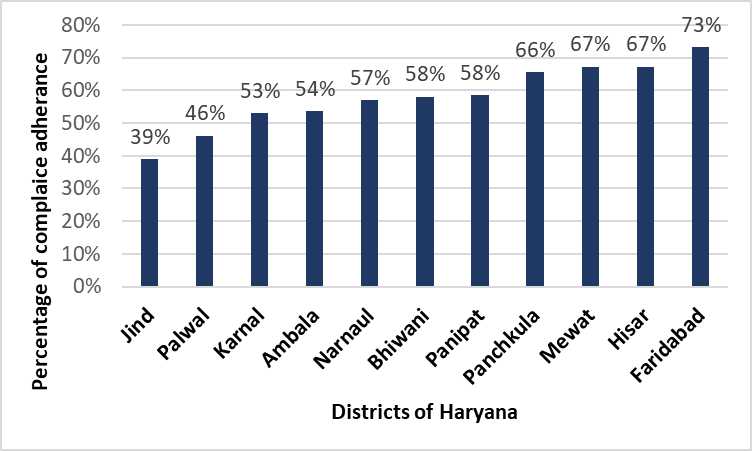 Percentage of complaice adherance
80%
70%
60%
50%
40%
30%
20%
10%
0%
39%
46%
53%
54%
57%
58%
58%
66%
67%
67%
73%
Jind
Palwal
Karnal
Ambala
Narnaul
Bhiwani
Panipat
Panchkula
Mewat
Hisar
Faridabad
Districts of Haryana